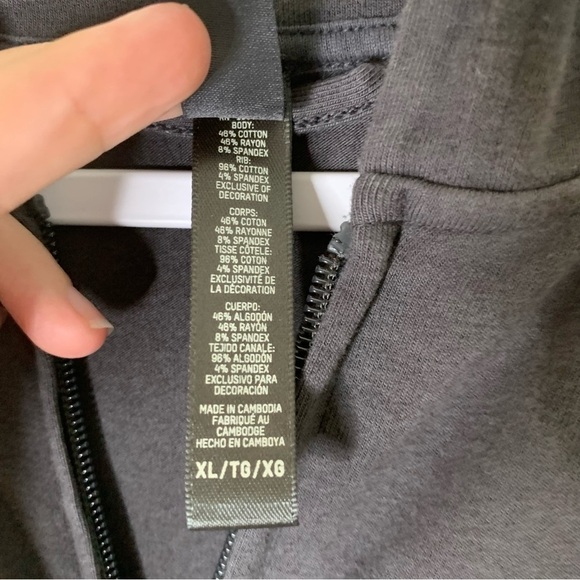 BODY:
46% COTTON
46% RAYON
8% SPANDEX
RIB:
96% COTTON
4% SPANDEX
EXCLUSIVE OF
DECORATION
CORPS:
46% COTON
46% RAYONNE
8% SPANDEX
TISSE CÔTELÉ:
96% COTON
4% SPANDEX
EXCLUSIVITÉ DE
LA DÉCORATION
CUERPO:
46% ALGODÓN
46% RAYÓN
8% SPANDEX
TEJIDO CANALE:
96% ALGODÓN
4% SPANDEX
EXCLUSIVO PARA
DECORACIÓN
MADE IN CAMBODIA
FABRIQUÉ AU
CAMBODGE
HECHO EN CAMBOYA
XL/TG/XG